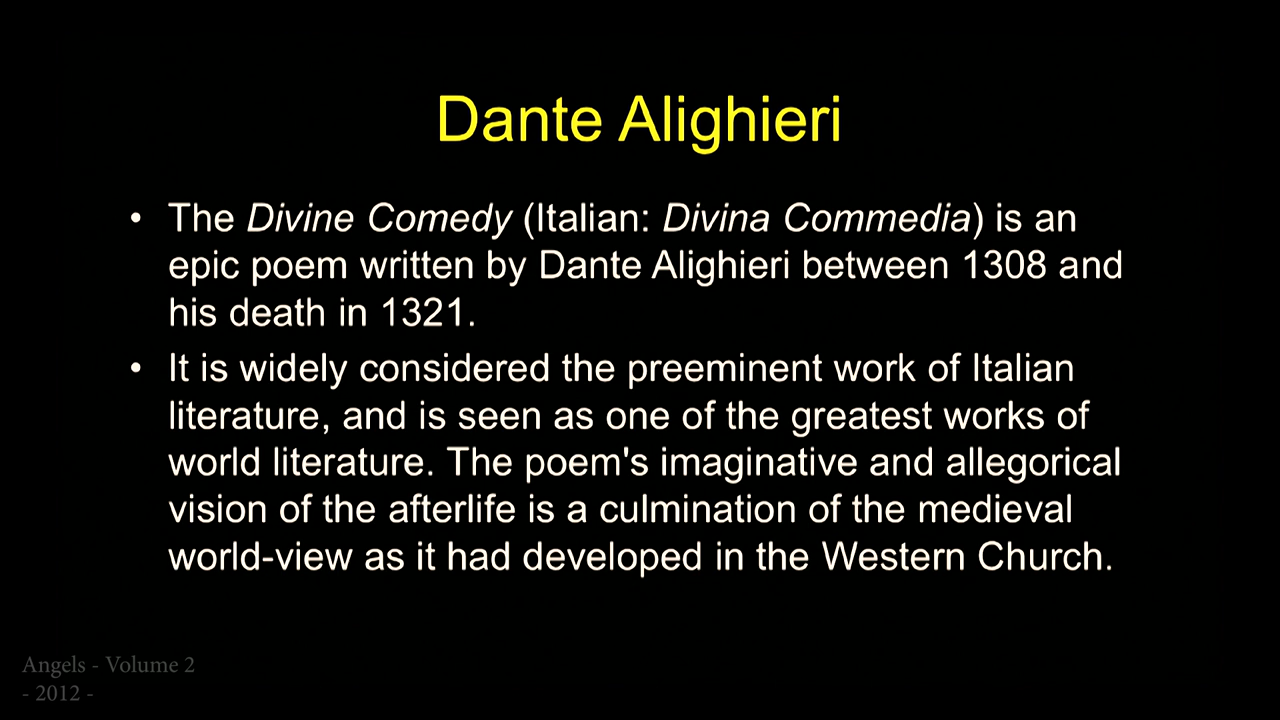 Dante Alighieri
• The Divine Comedy (Italian: Divina Commedia) is an
epic poem written by Dante Alighieri between 1308 and
his death in 1321.
• It is widely considered the preeminent work of Italian
literature, and is seen as one of the greatest works of
world literature. The poem's imaginative and allegorical
vision of the afterlife is a culmination of the medieval
world-view as it had developed in the Western Church.
Angels - Volume 2
- 2012 -